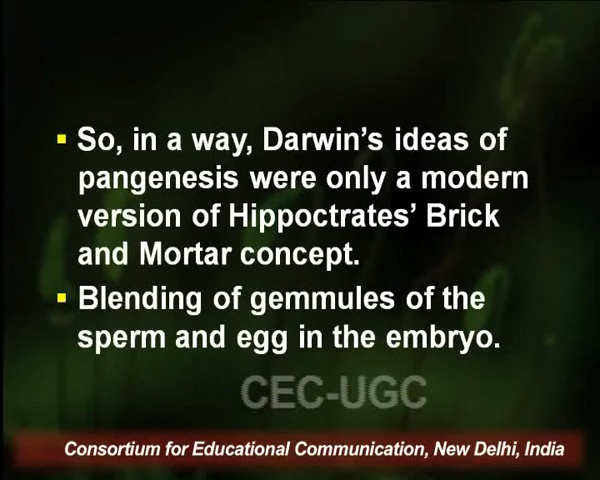 ▪ So, in a way, Darwin's ideas of
pangenesis were only a modern
version of Hippoctrates' Brick
and Mortar concept.
▪ Blending of gemmules of the
sperm and egg in the embryo.
CEC-UGC
Consortium for Educational Communication, New Delhi, India